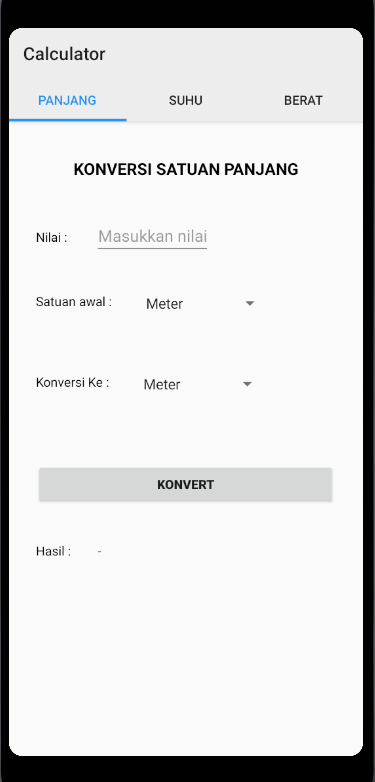 Calculator
PANJANG SUHU BERAT
KONVERSI SATUAN PANJANG
Nilai : Masukkan nilai
Satuan awal : Meter
Konversi Ke : Meter
KONVERT
Hasil : -